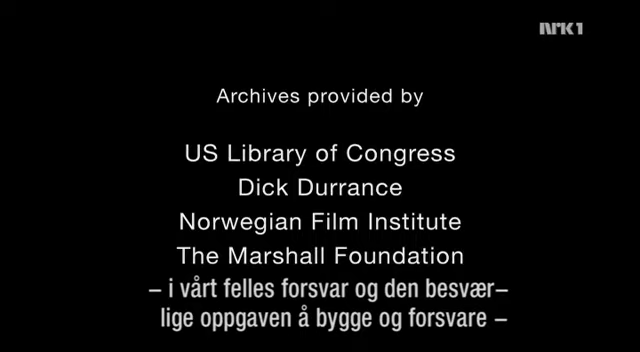 NRK1
Archives provided by
US Library of Congress
Dick Durrance
Norwegian Film Institute
The Marshall Foundation
– i vårt felles forsvar og den besvær–
lige oppgaven å bygge og forsvare –